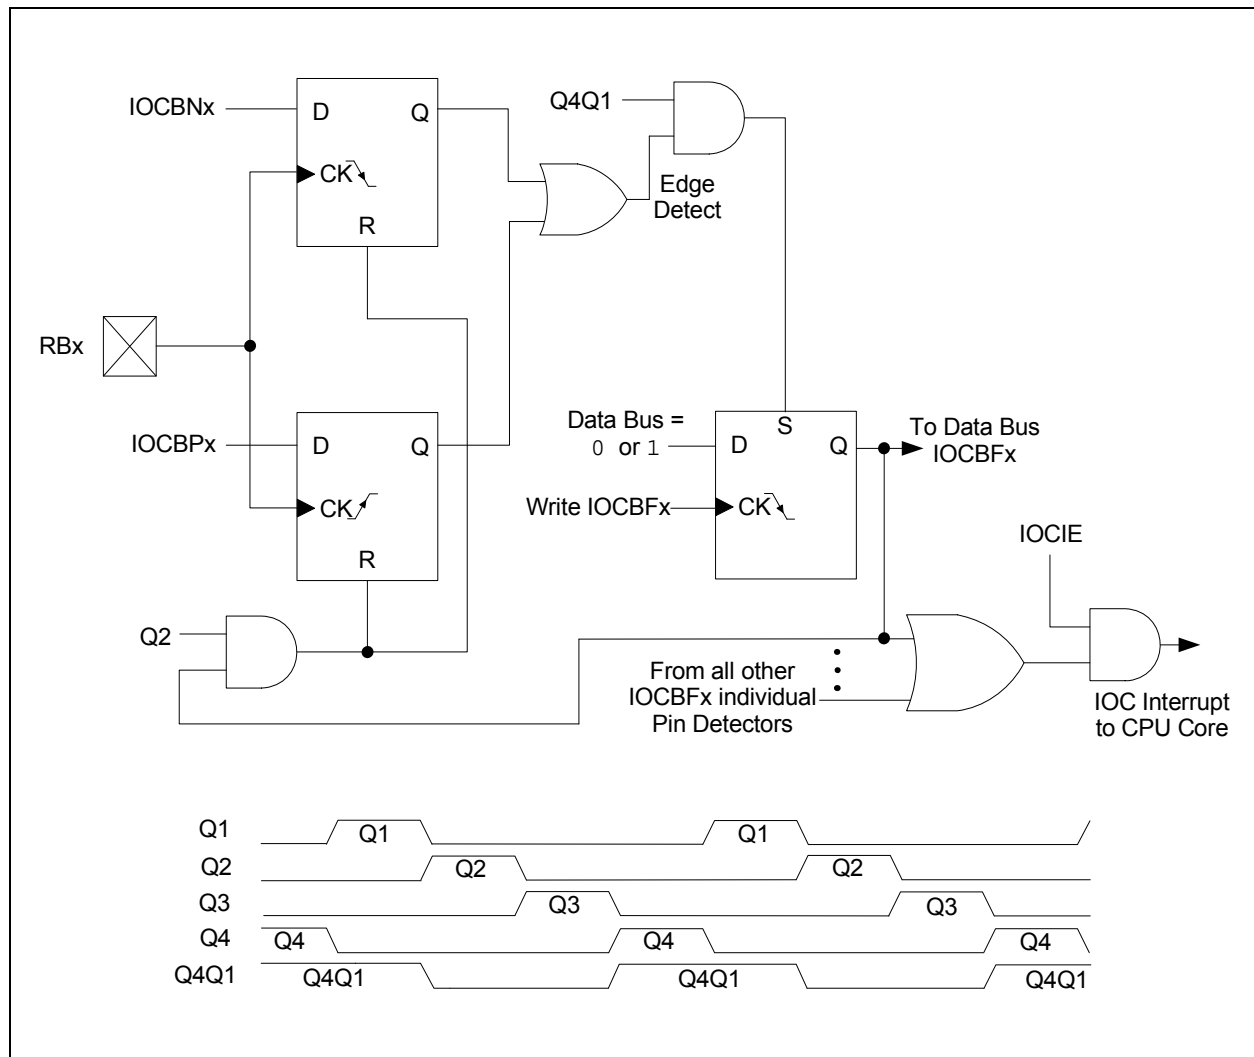 IOCBNx
D
Q
CK
R
Q4Q1
Edge
Detect
RBx
IOCBPx
D
Q
CK
R
Data Bus =
0 or 1
S
D
Q
To Data Bus
IOCBFx
Write IOCBFx
CK
IOCIE
Q2
From all other
IOCBFx individual
Pin Detectors
IOC Interrupt
to CPU Core
Q1 Q1 Q1
Q2 Q2 Q2
Q3 Q3 Q3
Q4 Q4 Q4 Q4
Q4Q1 Q4Q1 Q4Q1 Q4Q1